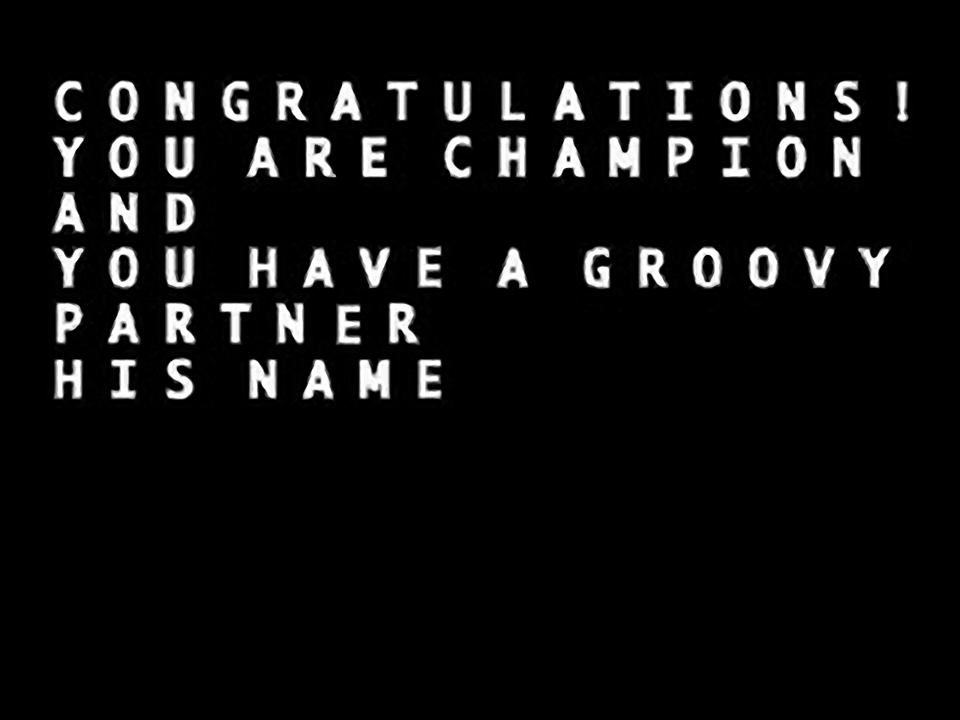 CONGRATULATIONS!
YOU ARE CHAMPION
AND
YOU HAVE A GROOVY
PARTNER
HIS NAME